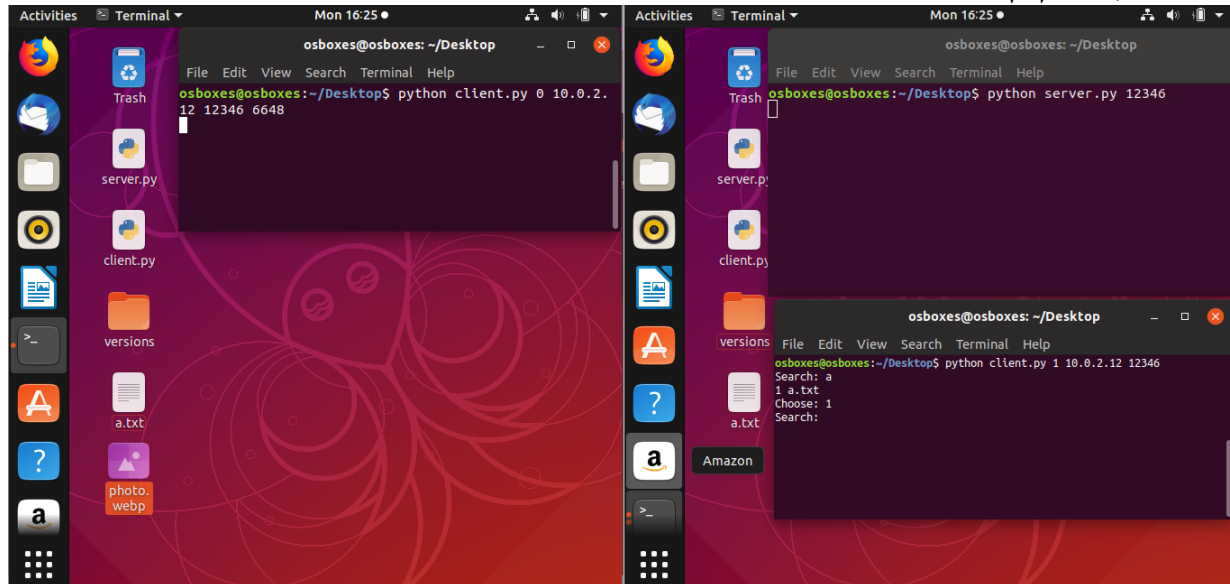 Activities
Terminal
Mon 16:25
osboxes@osboxes: ~/Desktop
File Edit View Search Terminal Help
osboxes@osboxes:~/Desktop$ python client.py 0 10.0.2.
12 12346 6648
Trash
server.py
client.py
versions
a.txt
photo.
webp
Activities
Terminal
Mon 16:25
osboxes@osboxes: ~/Desktop
File Edit View Search Terminal Help
osboxes@osboxes:~/Desktop$ python server.py 12346
Trash
server.py
client.py
versions
a.txt
Amazon
osboxes@osboxes: ~/Desktop
File Edit View Search Terminal Help
osboxes@osboxes:~/Desktop$ python client.py 1 10.0.2.12 12346
Search: a
1 a.txt
Choose: 1
Search: